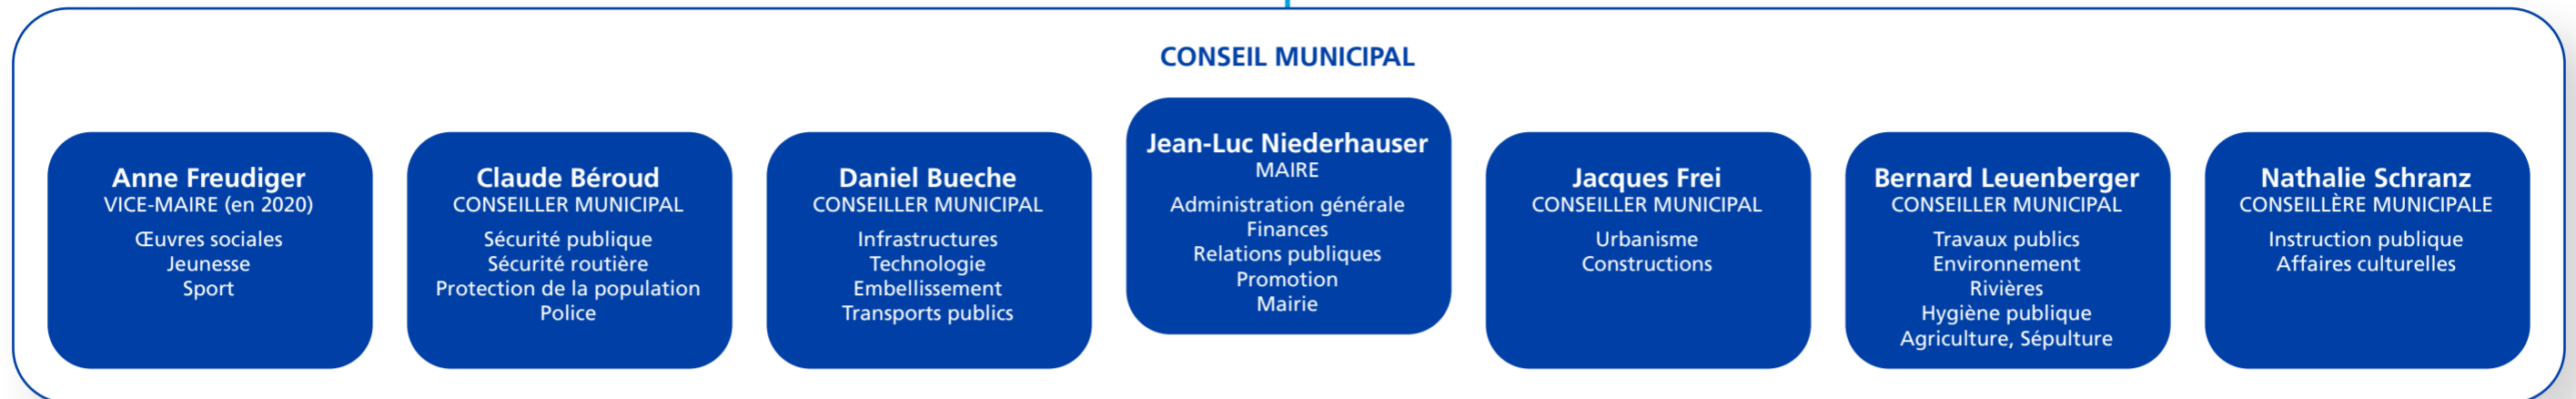 CONSEIL MUNICIPAL
Anne Freudiger
VICE-MAIRE (en 2020)
Œuvres sociales
Jeunesse
Sport
Claude Béroud
CONSEILLER MUNICIPAL
Sécurité publique
Sécurité routière
Protection de la population
Police
Daniel Bueche
CONSEILLER MUNICIPAL
Infrastructures
Technologie
Embellissement
Transports publics
Jean-Luc Niederhauser
MAIRE
Administration générale
Finances
Relations publiques
Promotion
Mairie
Jacques Frei
CONSEILLER MUNICIPAL
Urbanisme
Constructions
Bernard Leuenberger
CONSEILLER MUNICIPAL
Travaux publics
Environnement
Rivières
Hygiène publique
Agriculture, Sépulture
Nathalie Schranz
CONSEILLÈRE MUNICIPALE
Instruction publique
Affaires culturelles